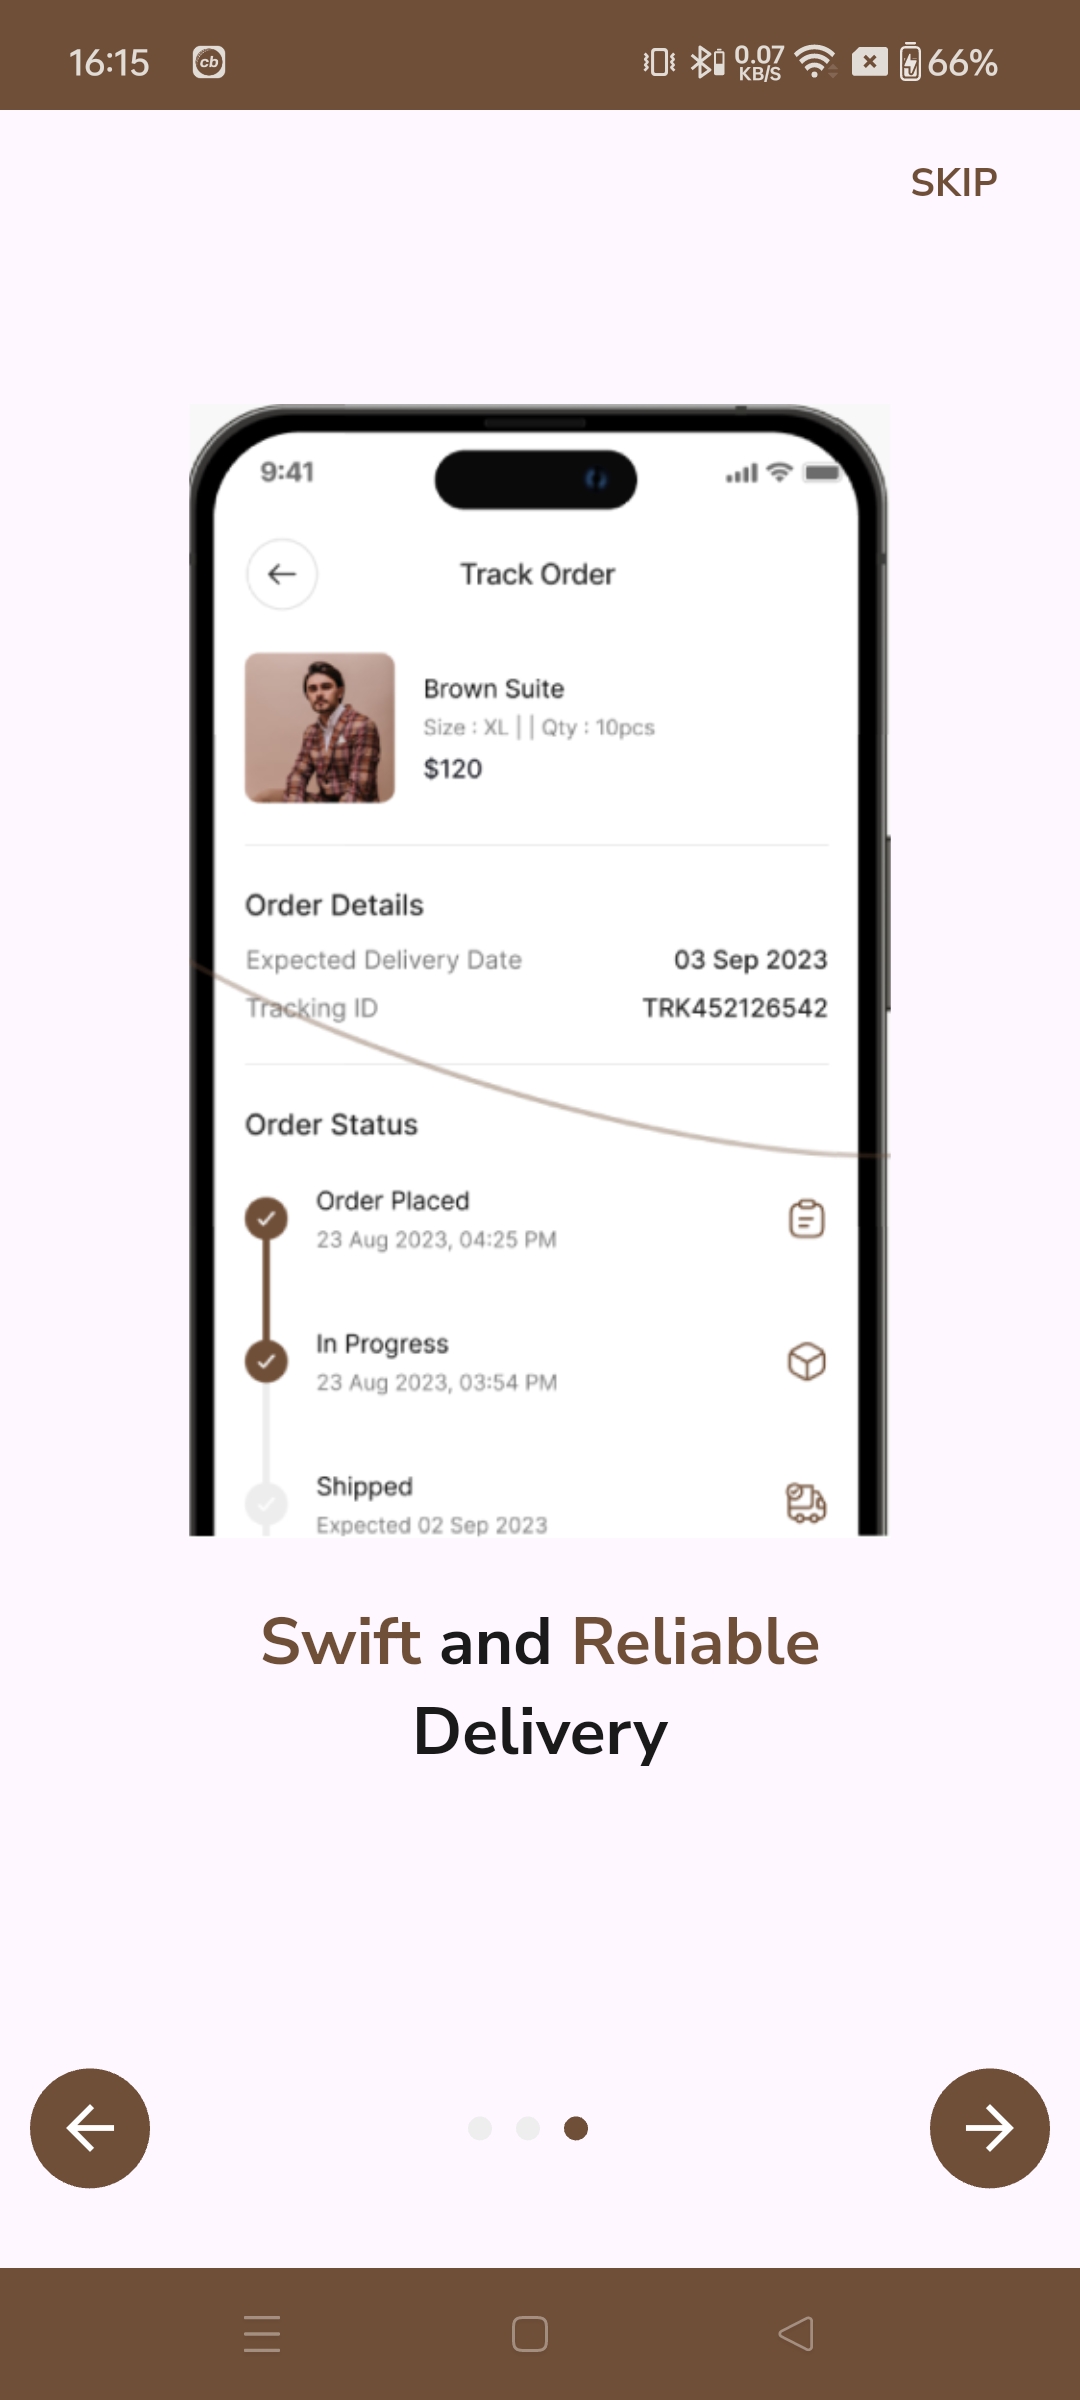 16:15 cb 0.07 KB/S 66%
SKIP
9:41
Track Order
Brown Suite
Size : XL | | Qty : 10pcs
$120
Order Details
Expected Delivery Date 03 Sep 2023
Tracking ID TRK452126542
Order Status
Order Placed
23 Aug 2023, 04:25 PM
In Progress
23 Aug 2023, 03:54 PM
Shipped
Expected 02 Sep 2023
Swift and Reliable
Delivery